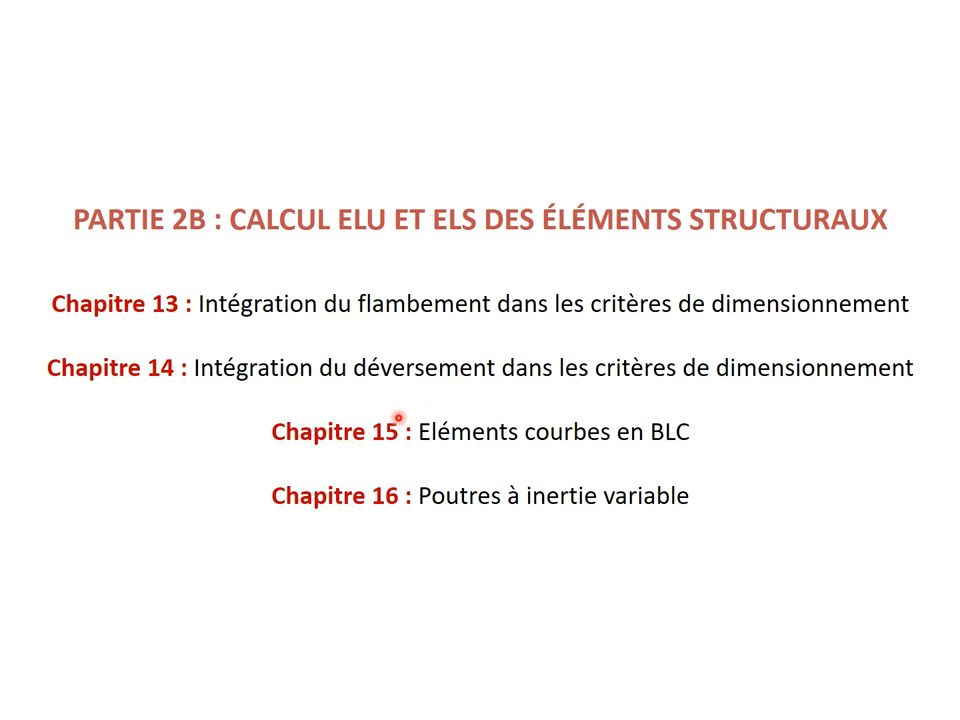 PARTIE 2B : CALCUL ELU ET ELS DES ÉLÉMENTS STRUCTURAUX
Chapitre 13 : Intégration du flambement dans les critères de dimensionnement
Chapitre 14 : Intégration du déversement dans les critères de dimensionnement
Chapitre 15 : Eléments courbes en BLC
Chapitre 16 : Poutres à inertie variable